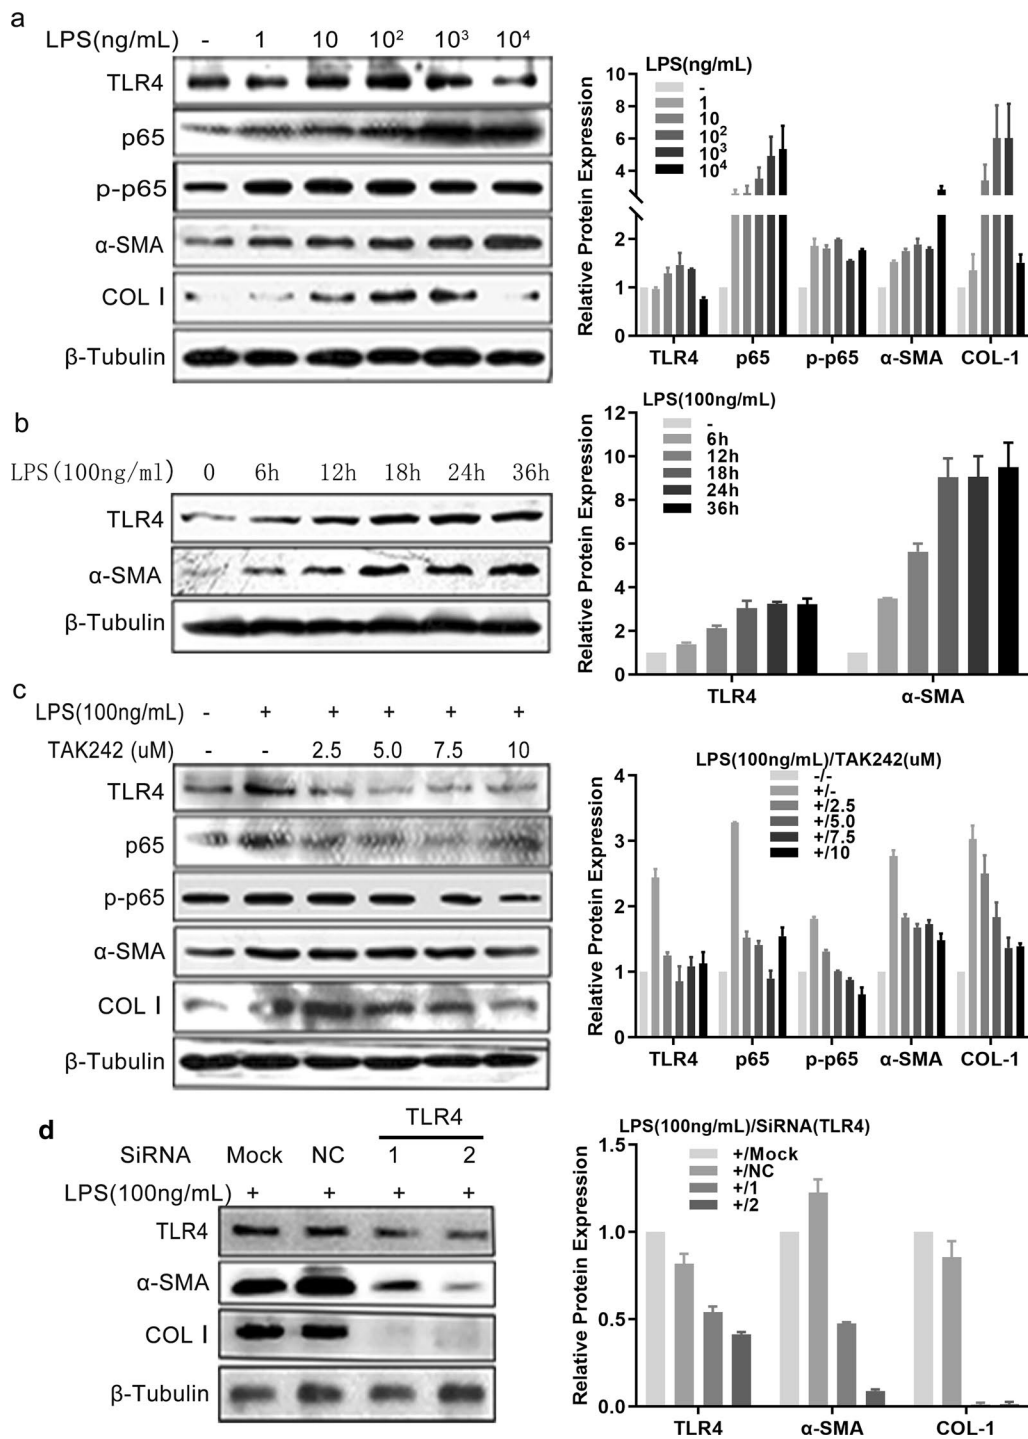 a
LPS(ng/mL) - 1 10 10² 10³ 10⁴
TLR4
p65
p-p65
α-SMA
COL I
β-Tubulin
LPS(ng/mL)
-
1
10
10²
10³
10⁴
Relative Protein Expression
10
8
6
4
2
1
0
TLR4 p65 p-p65 α-SMA COL-1
b
LPS(100ng/ml) 0 6h 12h 18h 24h 36h
TLR4
α-SMA
β-Tubulin
LPS(100ng/mL)
-
6h
12h
18h
24h
36h
Relative Protein Expression
12
10
8
6
4
2
0
TLR4 α-SMA
c
LPS(100ng/mL) - + + + + +
TAK242 (uM) - - 2.5 5.0 7.5 10
TLR4
p65
p-p65
α-SMA
COL I
β-Tubulin
LPS(100ng/mL)/TAK242(uM)
-/-
+/-
+/2.5
+/5.0
+/7.5
+/10
Relative Protein Expression
4
3
2
1
0
TLR4 p65 p-p65 α-SMA COL-1
d
TLR4
SiRNA Mock NC 1 2
LPS(100ng/mL) + + + +
TLR4
α-SMA
COL I
β-Tubulin
LPS(100ng/mL)/SiRNA(TLR4)
+/Mock
+/NC
+/1
+/2
Relative Protein Expression
1.5
1.0
0.5
0.0
TLR4 α-SMA COL-1